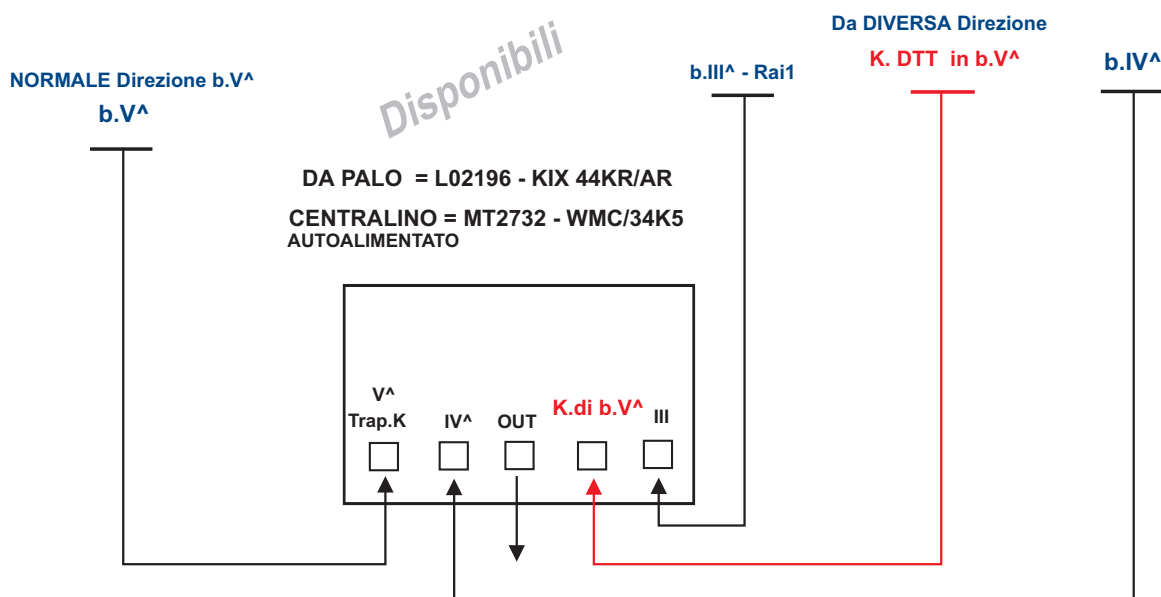 Da DIVERSA Direzione
NORMALE Direzione b.V^
b.V^
Disponibili
b.III^ - Rai1
K. DTT in b.V^
b.IV^
DA PALO = L02196 - KIX 44KR/AR
CENTRALINO = MT2732 - WMC/34K5
AUTOALIMENTATO
V^
Trap.K
IV^
OUT
K.di b.V^
III